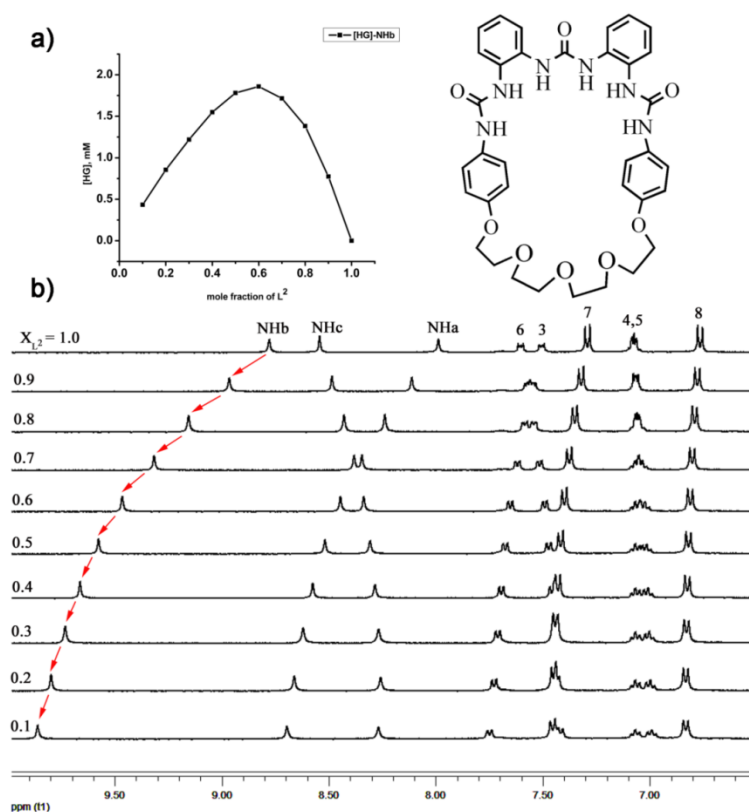 a)
[HG]-NHb
[HG], mM
2.0
1.5
1.0
0.5
0.0
0.0 0.2 0.4 0.6 0.8 1.0
mole fraction of L²
O
NH HN
O
NH
NH
O
HN
NH
O
O
O
O
O
b)
X_L² = 1.0
NHb NHc NHa 6 3 7 4,5 8
0.9
0.8
0.7
0.6
0.5
0.4
0.3
0.2
0.1
9.50 9.00 8.50 8.00 7.50 7.00
ppm (t1)